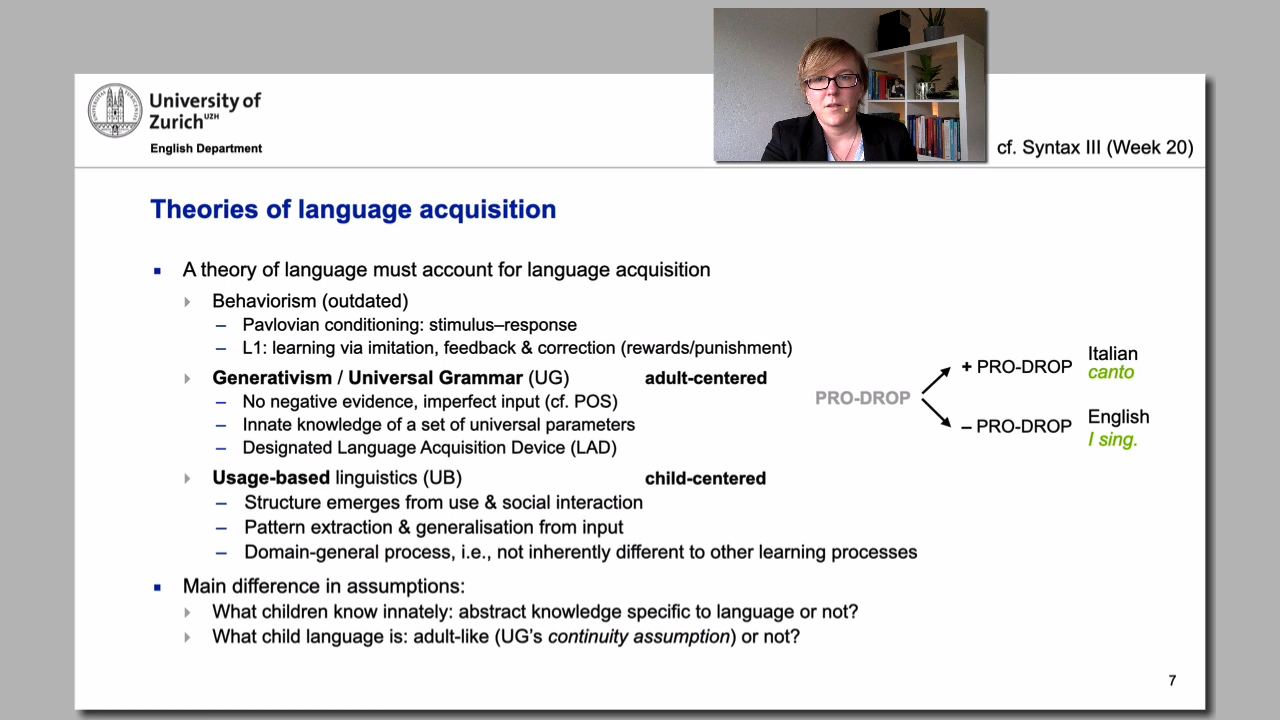 University of
Zurich UZH
English Department
cf. Syntax III (Week 20)
Theories of language acquisition
▪ A theory of language must account for language acquisition
Behaviorism (outdated)
– Pavlovian conditioning: stimulus–response
– L1: learning via imitation, feedback & correction (rewards/punishment)
Generativism / Universal Grammar (UG) adult-centered
– No negative evidence, imperfect input (cf. POS)
– Innate knowledge of a set of universal parameters
– Designated Language Acquisition Device (LAD)
Usage-based linguistics (UB) child-centered
– Structure emerges from use & social interaction
– Pattern extraction & generalisation from input
– Domain-general process, i.e., not inherently different to other learning processes
▪ Main difference in assumptions:
What children know innately: abstract knowledge specific to language or not?
What child language is: adult-like (UG's continuity assumption) or not?
PRO-DROP
+ PRO-DROP
Italian
canto
– PRO-DROP
English
I sing.
7